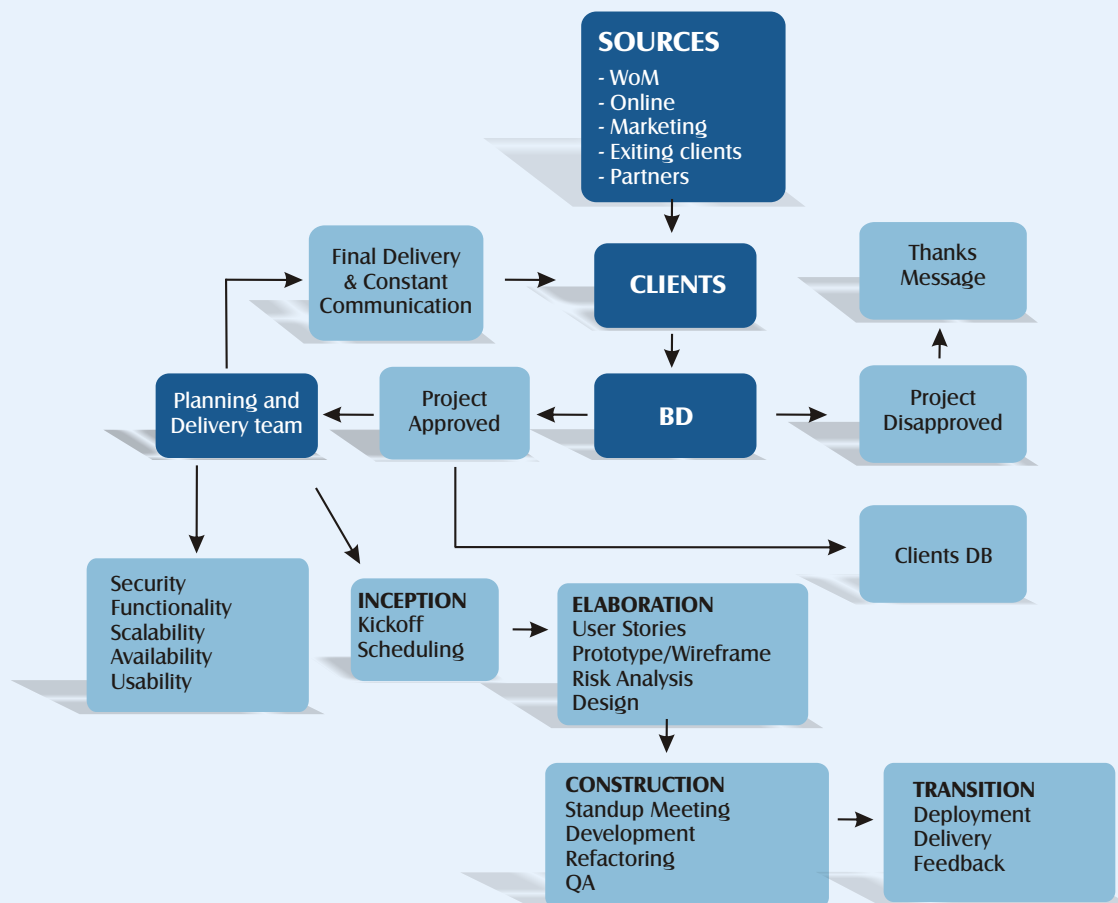 SOURCES
- WoM
- Online
- Marketing
- Exiting clients
- Partners
Final Delivery
& Constant
Communication
CLIENTS
Thanks
Message
Planning and
Delivery team
Project
Approved
BD
Project
Disapproved
Clients DB
Security
Functionality
Scalability
Availability
Usability
INCEPTION
Kickoff
Scheduling
ELABORATION
User Stories
Prototype/Wireframe
Risk Analysis
Design
CONSTRUCTION
Standup Meeting
Development
Refactoring
QA
TRANSITION
Deployment
Delivery
Feedback